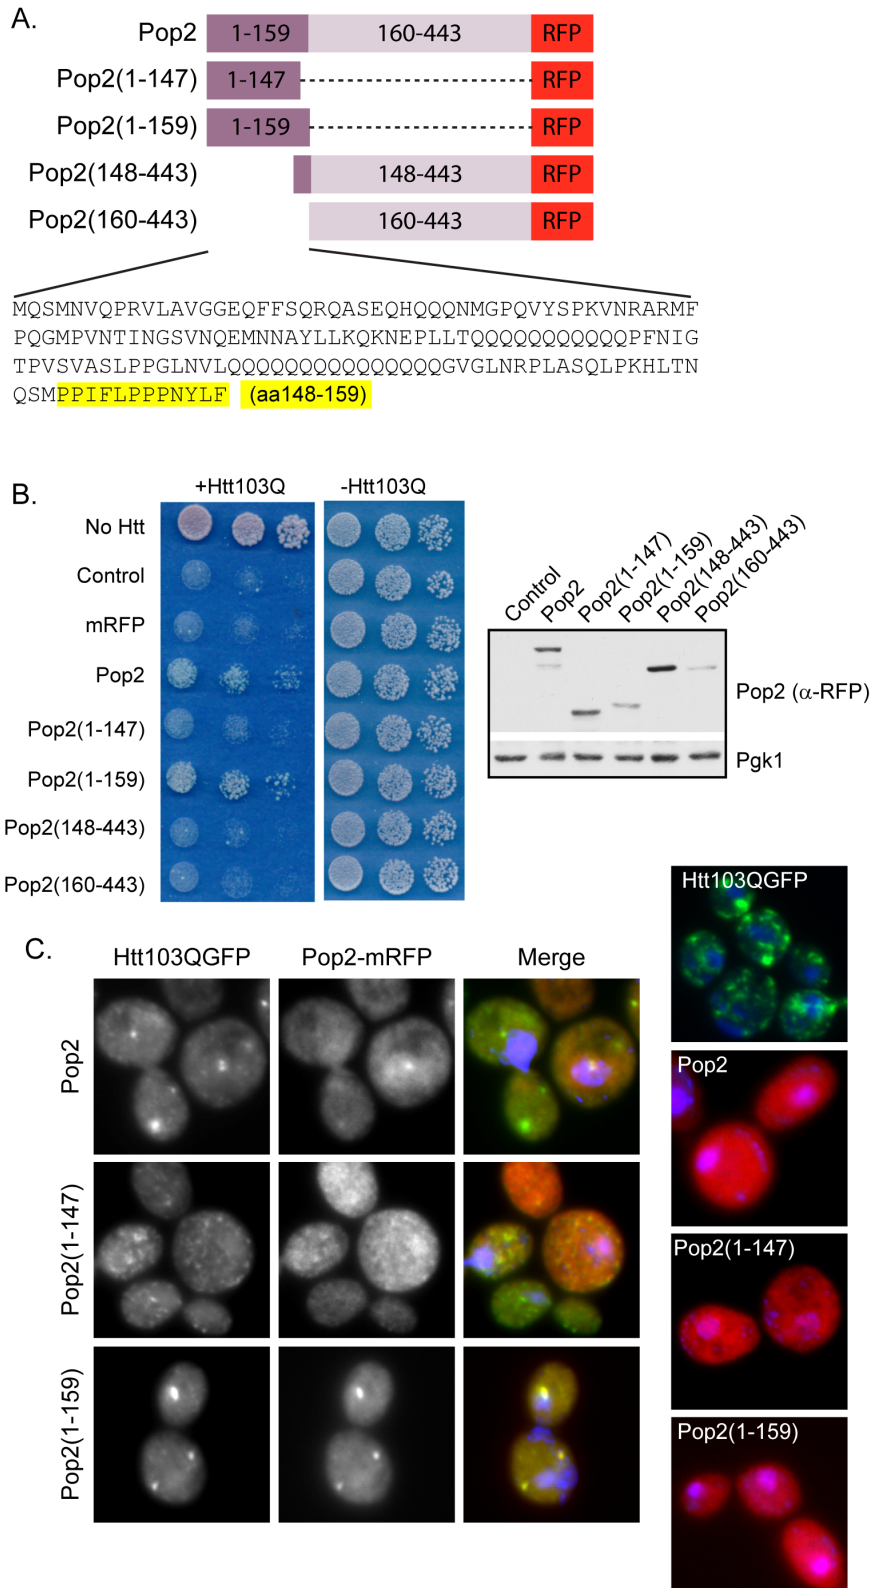 A.
Pop2 1-159 160-443 RFP
Pop2(1-147) 1-147 RFP
Pop2(1-159) 1-159 RFP
Pop2(148-443) 148-443 RFP
Pop2(160-443) 160-443 RFP
MQSMNVQPRVLAVGGEQFFSQRQASEQHQQQNMGPQVYSPKVNRARMF
PQGMPVNTINGSVNQEMNNAYLLKQKNEPLLTQQQQQQQQQQQPFNIG
TPVSVASLPPGLNVLQQQQQQQQQQQQQQQGVGLNRPLASQLPKHLTN
QSMPPIFLPPPNYLF (aa148-159)
B.
+Htt103Q -Htt103Q
No Htt
Control
mRFP
Pop2
Pop2(1-147)
Pop2(1-159)
Pop2(148-443)
Pop2(160-443)
Control
Pop2
Pop2(1-147)
Pop2(1-159)
Pop2(148-443)
Pop2(160-443)
Pop2 (α-RFP)
Pgk1
C.
Htt103QGFP Pop2-mRFP Merge
Pop2
Pop2(1-147)
Pop2(1-159)
Htt103QGFP
Pop2
Pop2(1-147)
Pop2(1-159)